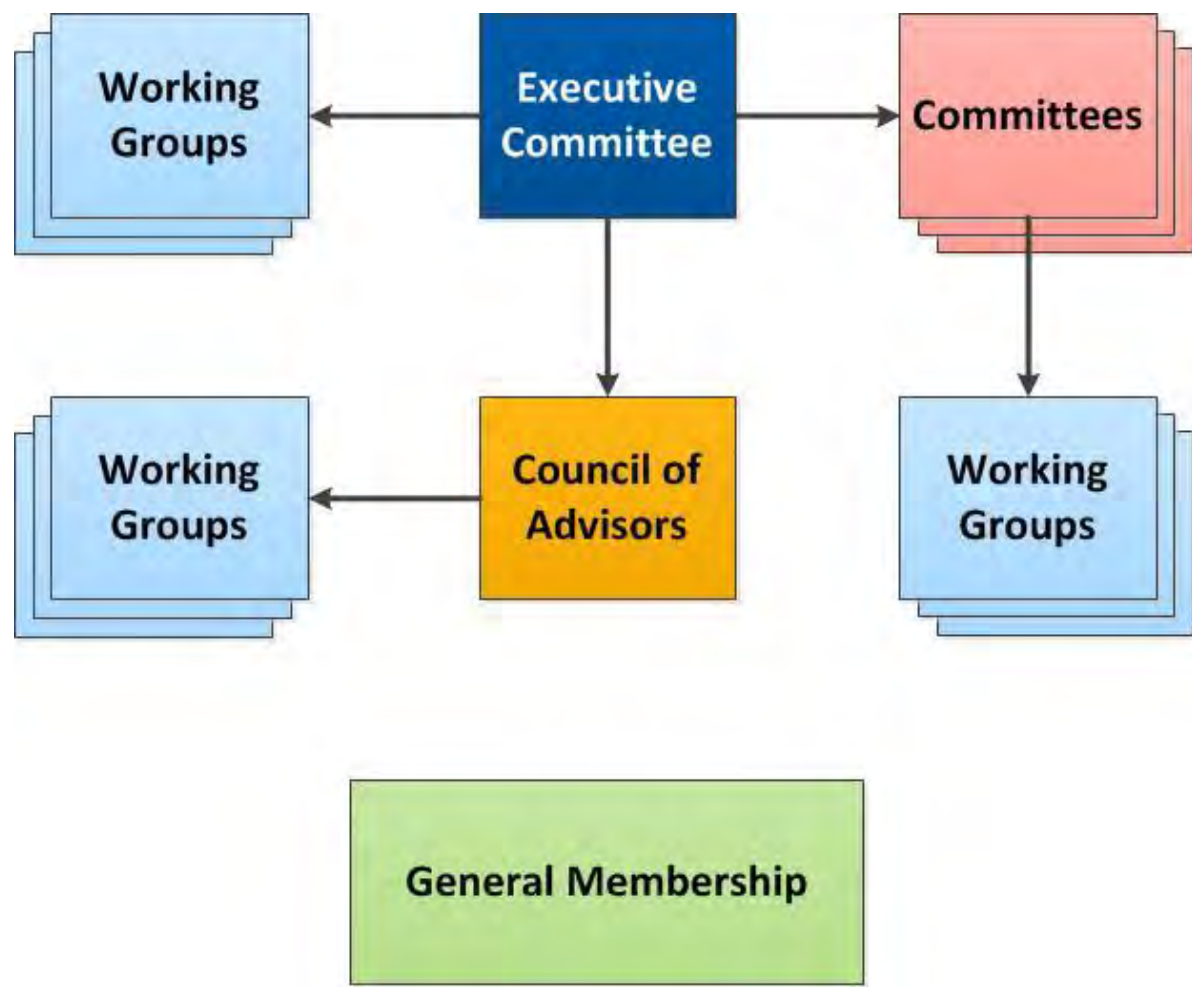 Working
Groups
Executive
Committee
Committees
Working
Groups
Council of
Advisors
Working
Groups
General Membership